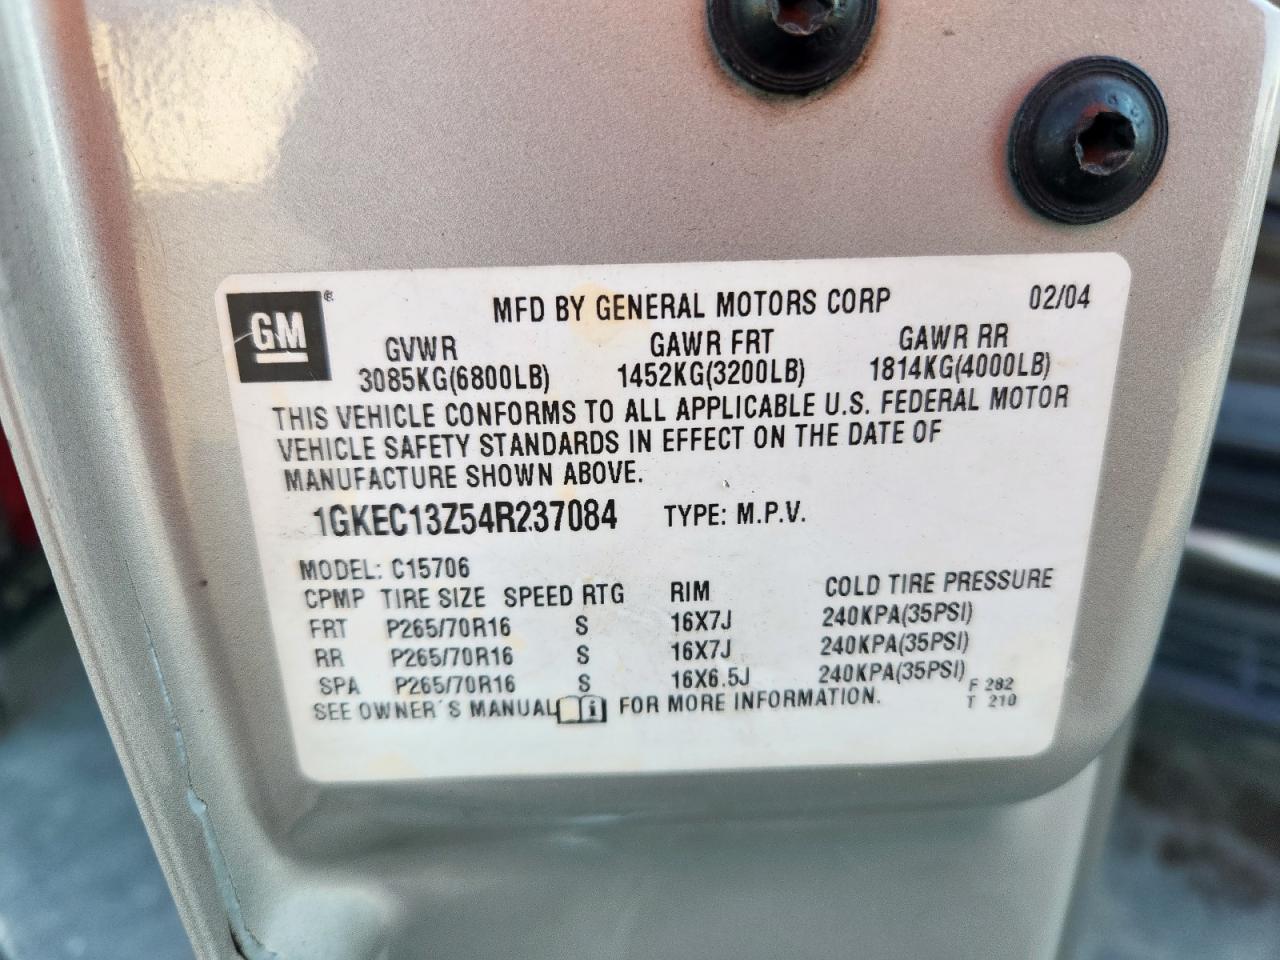 GM®
MFD BY GENERAL MOTORS CORP 02/04
GVWR GAWR FRT GAWR RR
3085KG(6800LB) 1452KG(3200LB) 1814KG(4000LB)
THIS VEHICLE CONFORMS TO ALL APPLICABLE U.S. FEDERAL MOTOR
VEHICLE SAFETY STANDARDS IN EFFECT ON THE DATE OF
MANUFACTURE SHOWN ABOVE.
1GKEC13Z54R237084 TYPE: M.P.V.
MODEL: C15706
CPMP TIRE SIZE SPEED RTG RIM COLD TIRE PRESSURE
FRT P265/70R16 S 16X7J 240KPA(35PSI)
RR P265/70R16 S 16X7J 240KPA(35PSI)
SPA P265/70R16 S 16X6.5J 240KPA(35PSI)
SEE OWNER'S MANUAL i FOR MORE INFORMATION.
F 282
T 210